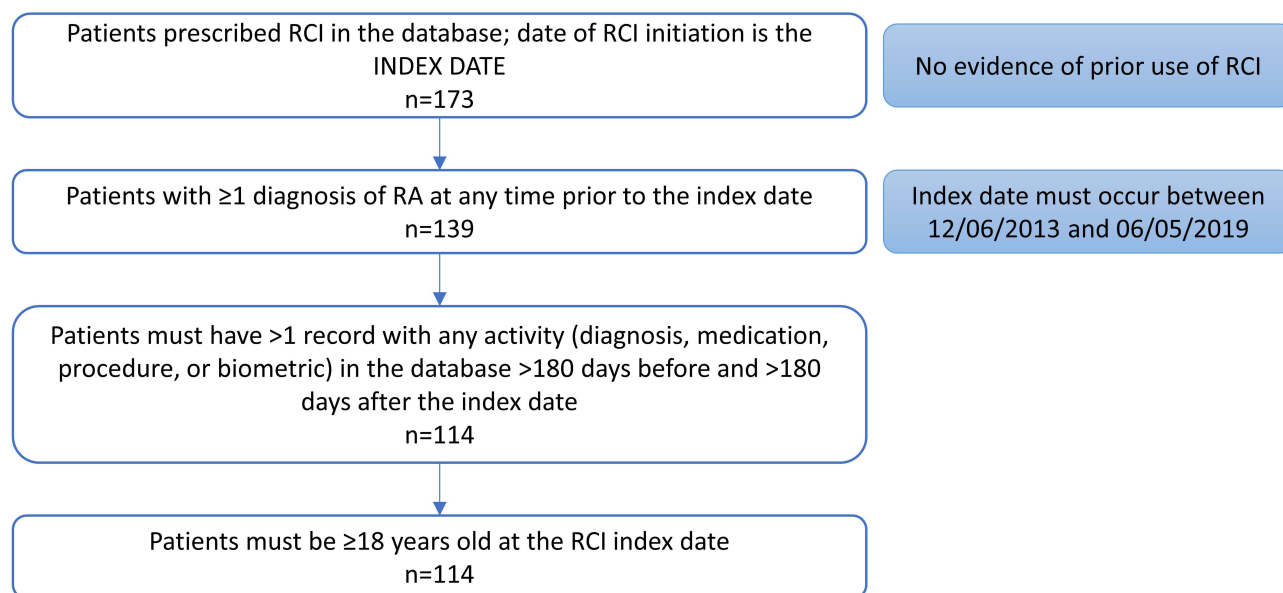 Patients prescribed RCI in the database; date of RCI initiation is the
INDEX DATE
n=173
No evidence of prior use of RCI
Patients with ≥1 diagnosis of RA at any time prior to the index date
n=139
Index date must occur between
12/06/2013 and 06/05/2019
Patients must have >1 record with any activity (diagnosis, medication,
procedure, or biometric) in the database >180 days before and >180
days after the index date
n=114
Patients must be ≥18 years old at the RCI index date
n=114